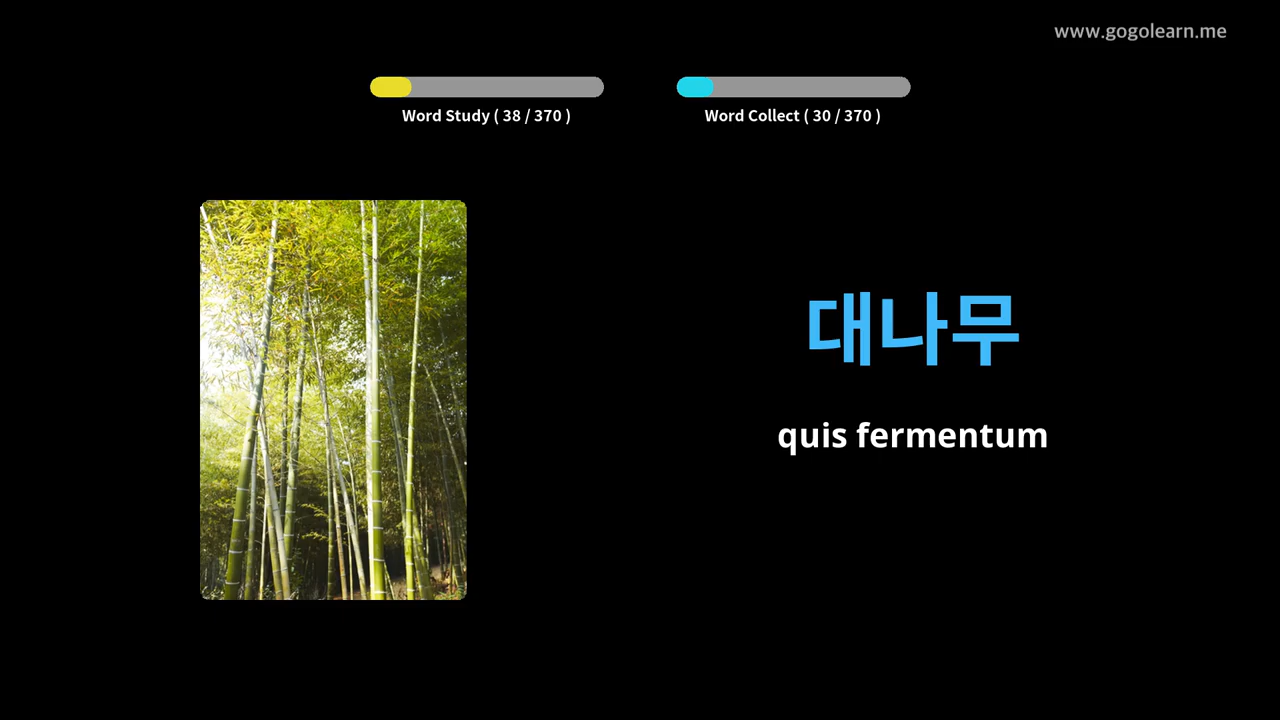 www.gogolearn.me
Word Study ( 38 / 370 )
Word Collect ( 30 / 370 )
대나무
quis fermentum